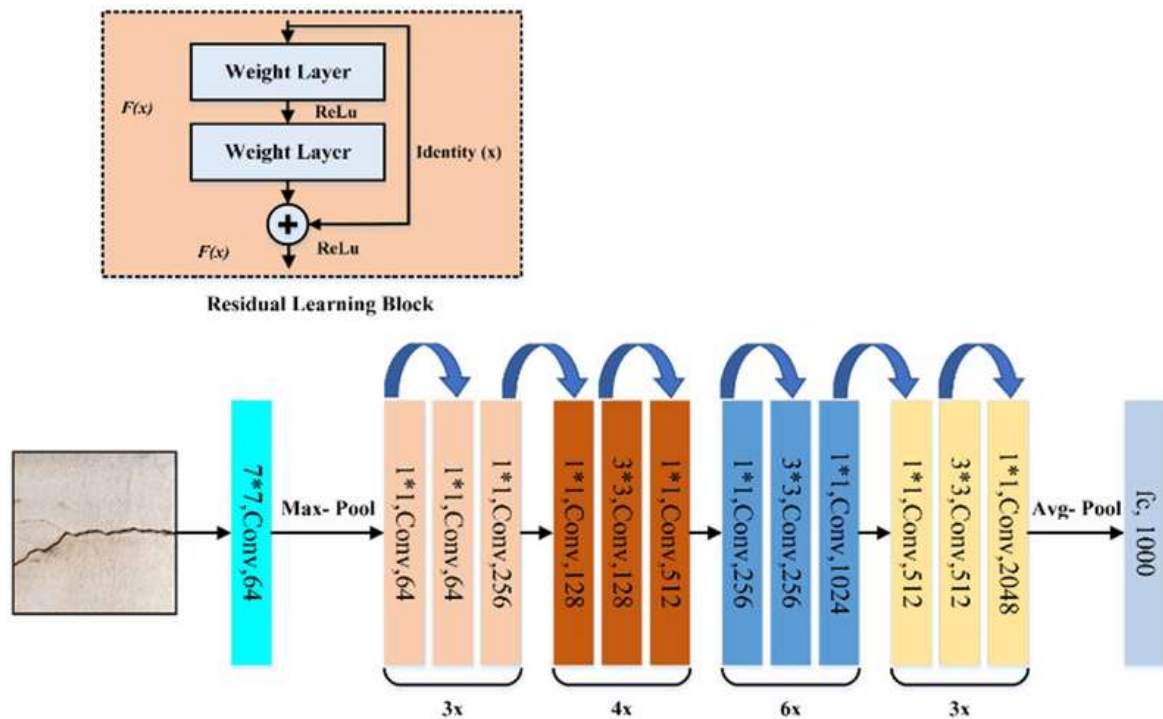 Weight Layer
F(x)
ReLu
Weight Layer
Identity (x)
+
F(x)
ReLu
Residual Learning Block
7*7,Conv,64
Max- Pool
1*1,Conv,64
1*1,Conv,64
1*1,Conv,256
3x
1*1,Conv,128
3*3,Conv,128
1*1,Conv,512
4x
1*1,Conv,256
3*3,Conv,256
1*1,Conv,1024
6x
1*1,Conv,512
3*3,Conv,512
1*1,Conv,2048
3x
Avg- Pool
fc, 1000